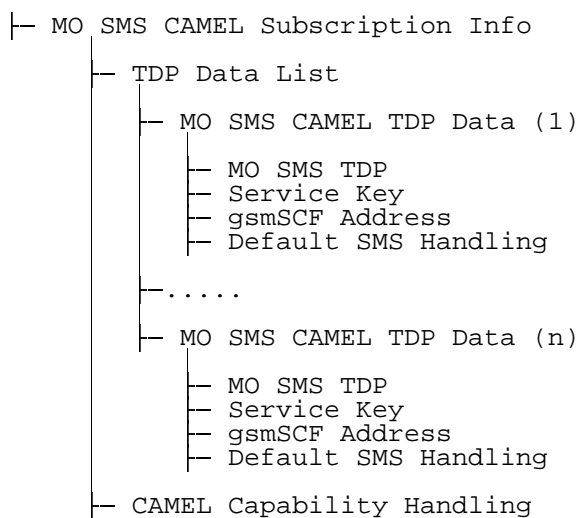 MO SMS CAMEL Subscription Info
TDP Data List
MO SMS CAMEL TDP Data (1)
MO SMS TDP
Service Key
gsmSCF Address
Default SMS Handling
.....
MO SMS CAMEL TDP Data (n)
MO SMS TDP
Service Key
gsmSCF Address
Default SMS Handling
CAMEL Capability Handling